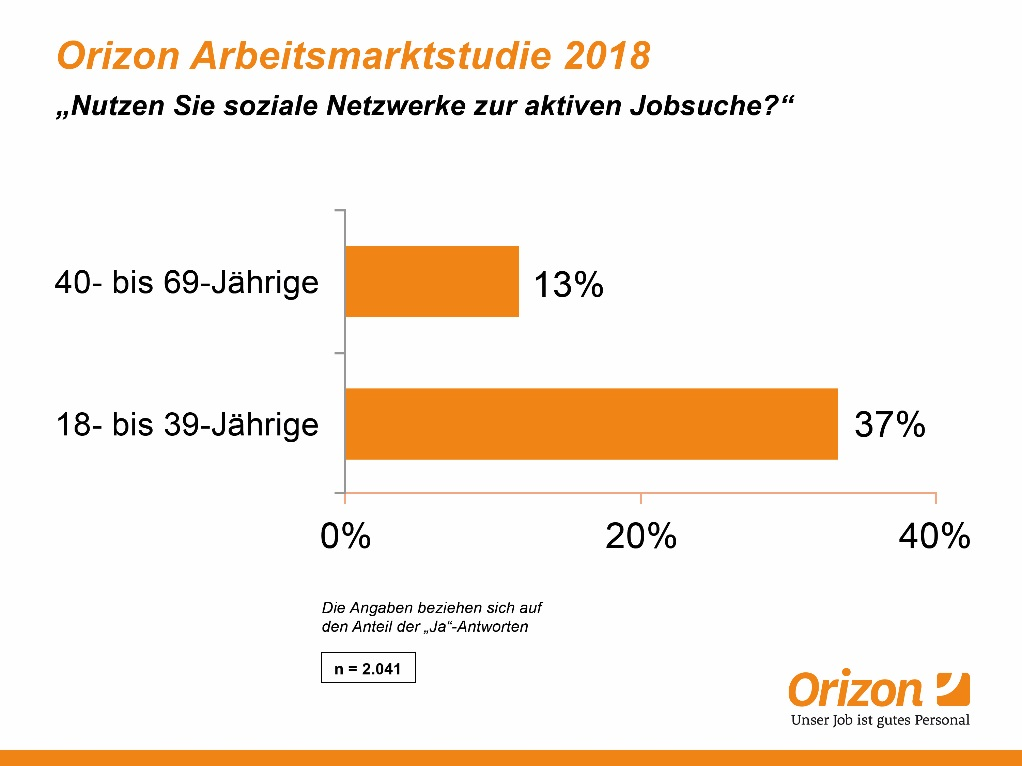 Orizon Arbeitsmarktstudie 2018
„Nutzen Sie soziale Netzwerke zur aktiven Jobsuche?“
40- bis 69-Jährige
13%
18- bis 39-Jährige
37%
0%
20%
40%
Die Angaben beziehen sich auf
den Anteil der „Ja“-Antworten
n = 2.041
Orizon
Unser Job ist gutes Personal